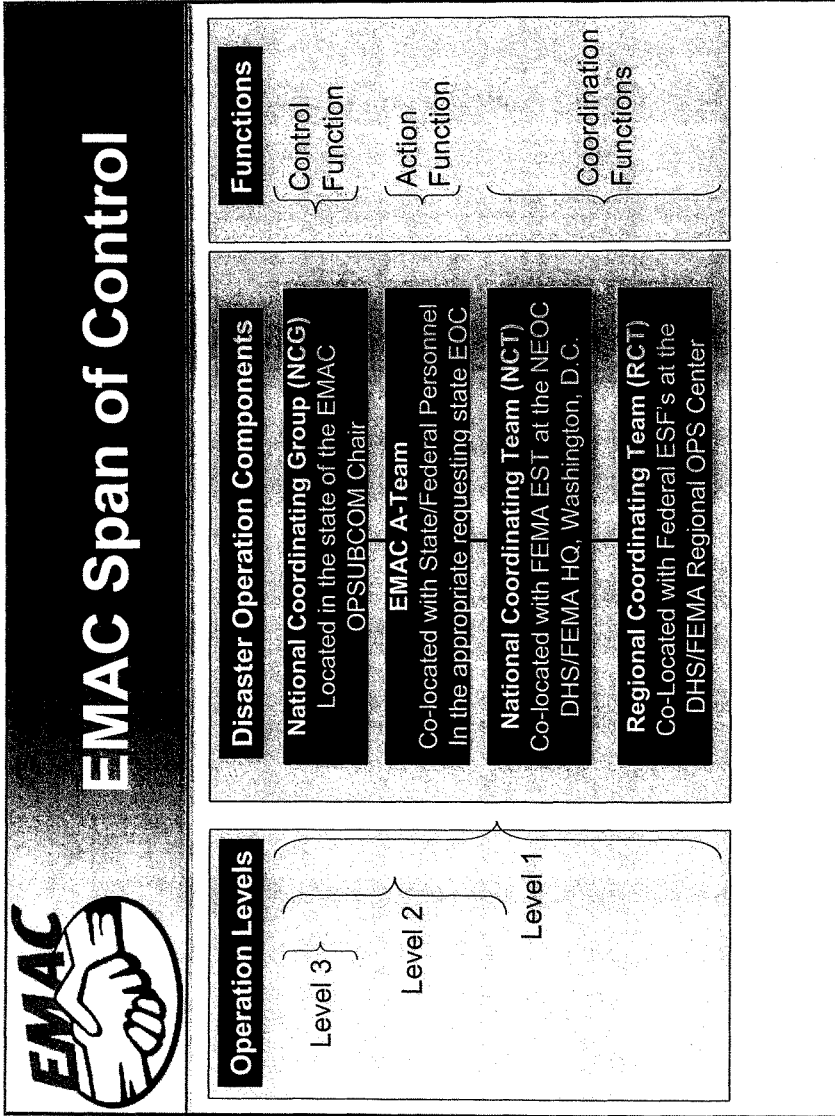 EMAC
EMAC Span of Control
Operation Levels
Level 3
Level 2
Level 1
Disaster Operation Components
National Coordinating Group (NCG)
Located in the state of the EMAC
OPSUBCOM Chair
EMAC A-Team
Co-located with State/Federal Personnel
In the appropriate requesting state EOC
National Coordinating Team (NCT)
Co-located with FEMA EST at the NEOC
DHS/FEMA HQ, Washington, D.C.
Regional Coordinating Team (RCT)
Co-Located with Federal ESF's at the
DHS/FEMA Regional OPS Center
Functions
Control
Function
Action
Function
Coordination
Functions